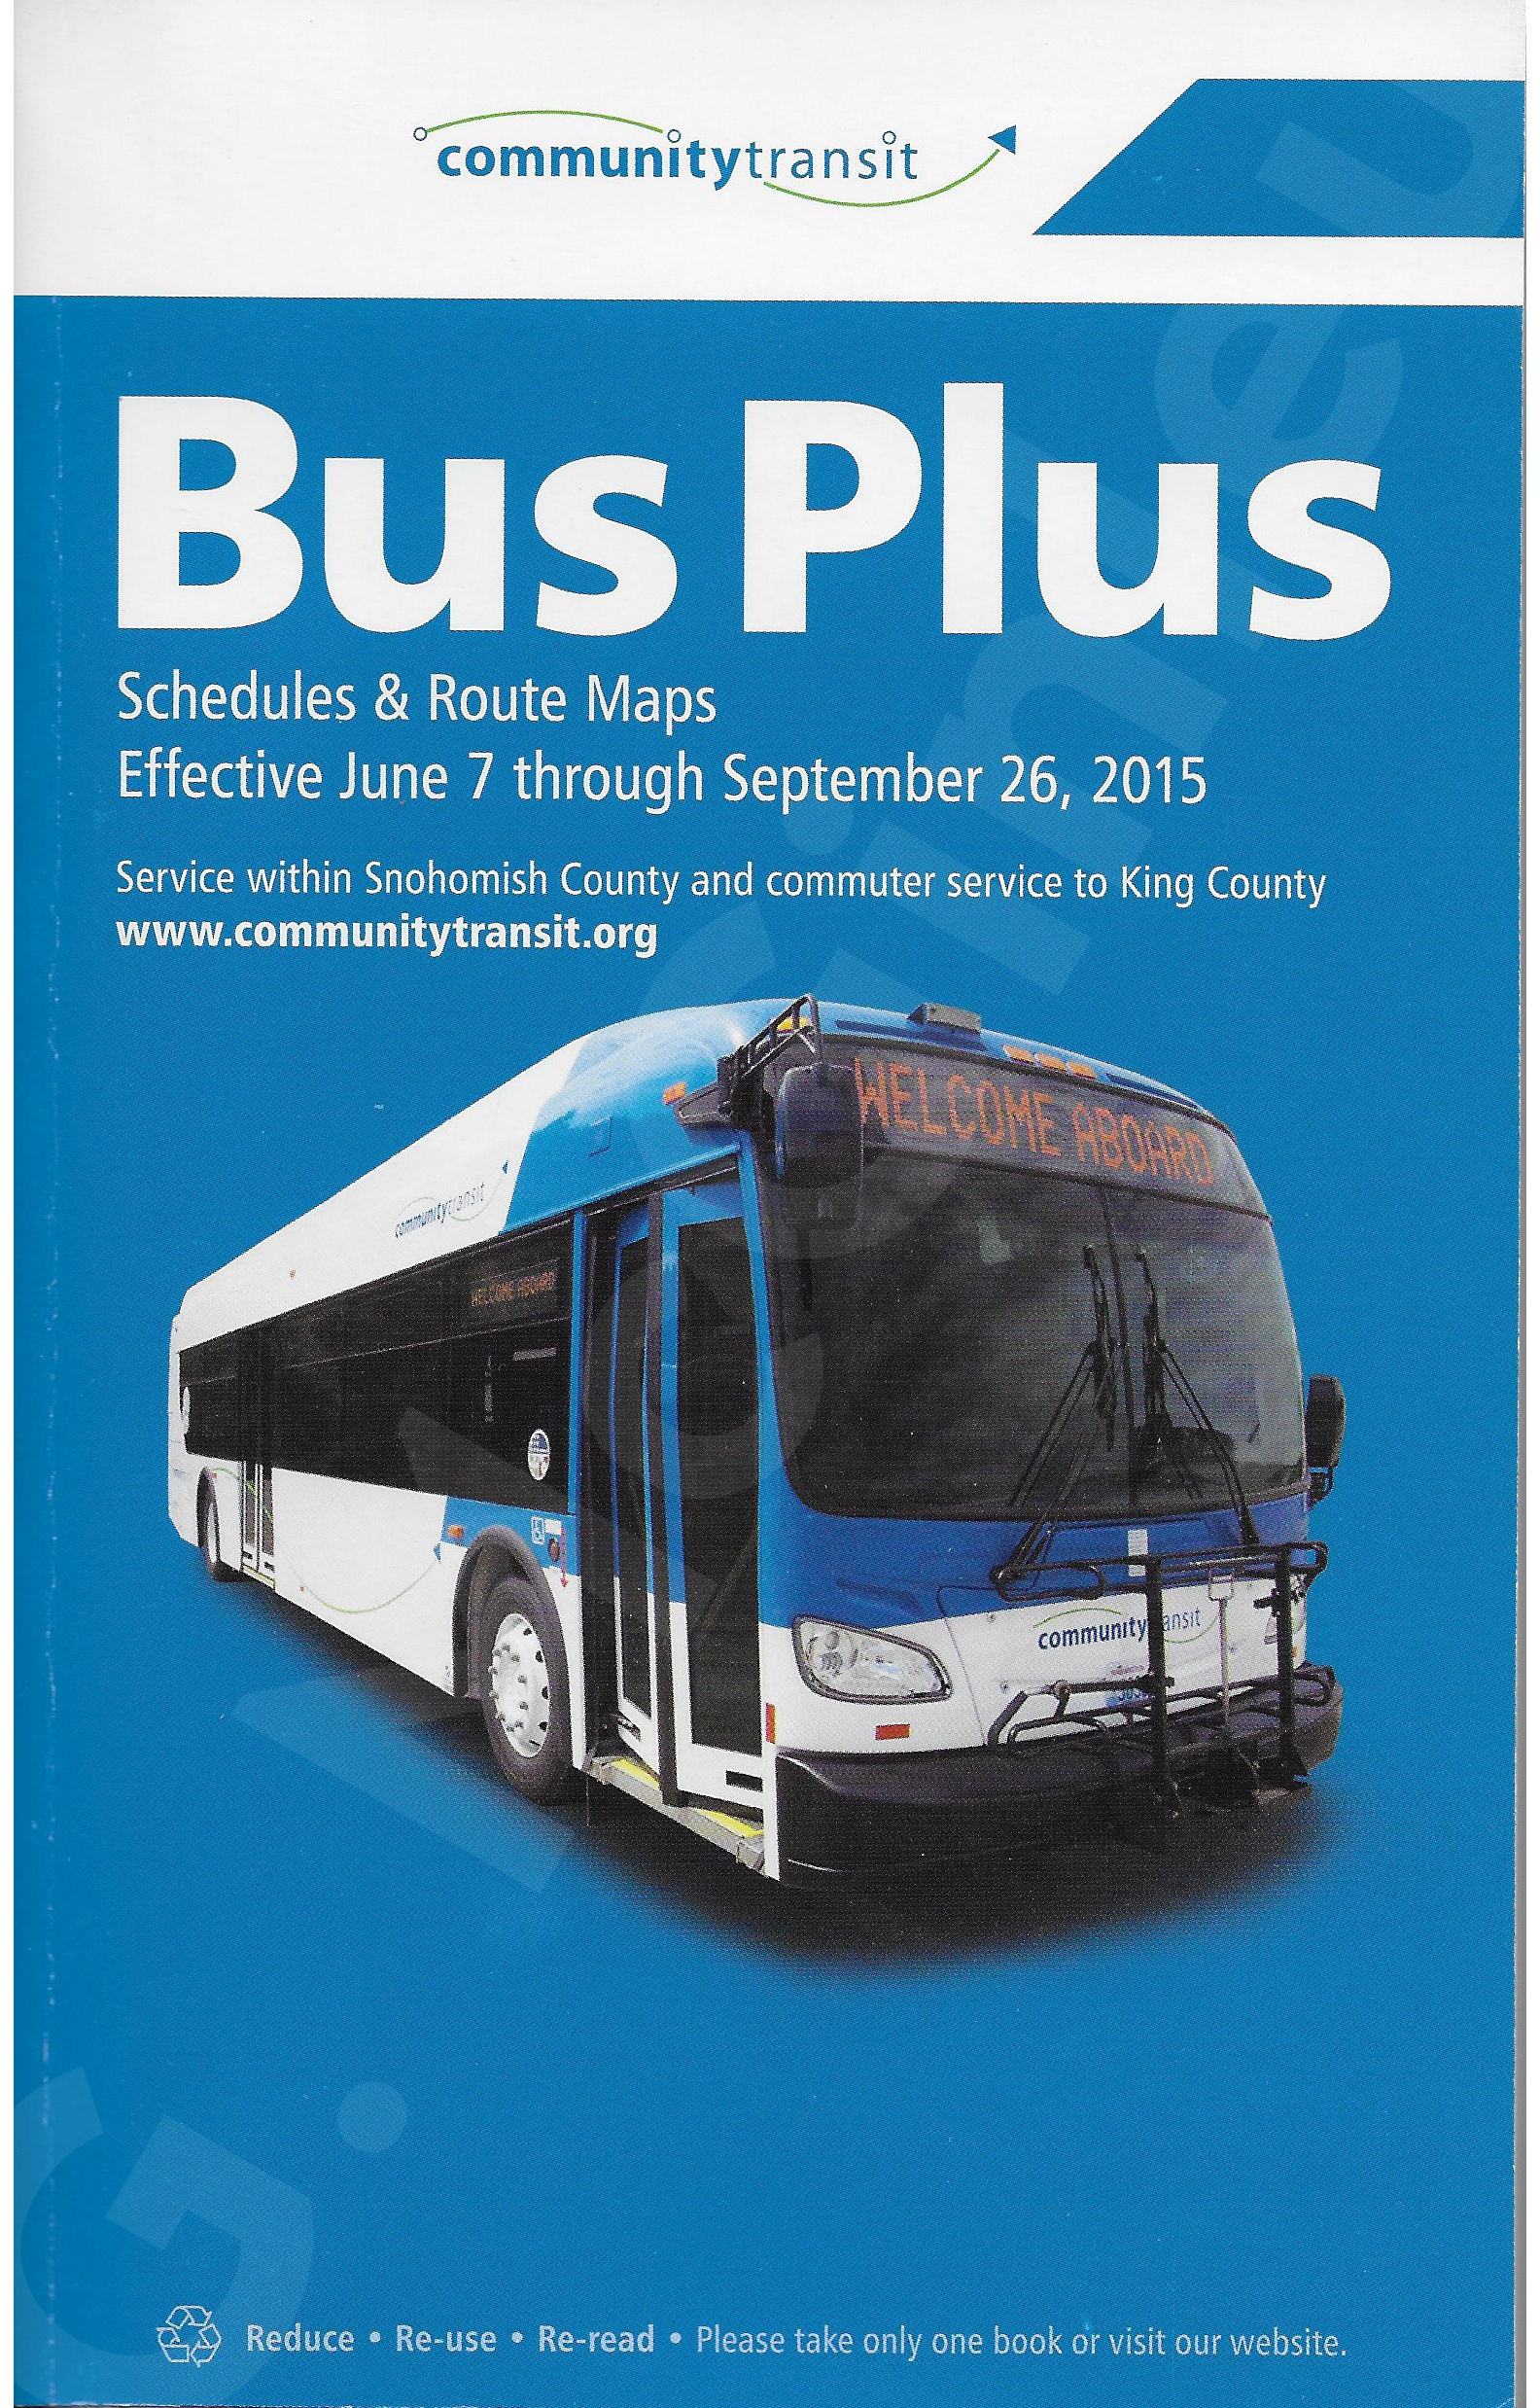 communitytransit
Bus Plus
Schedules & Route Maps
Effective June 7 through September 26, 2015
Service within Snohomish County and commuter service to King County
www.communitytransit.org
WELCOME ABOARD
communitytransit
WELCOME ABOARD
communitytransit
Reduce • Re-use • Re-read • Please take only one book or visit our website.